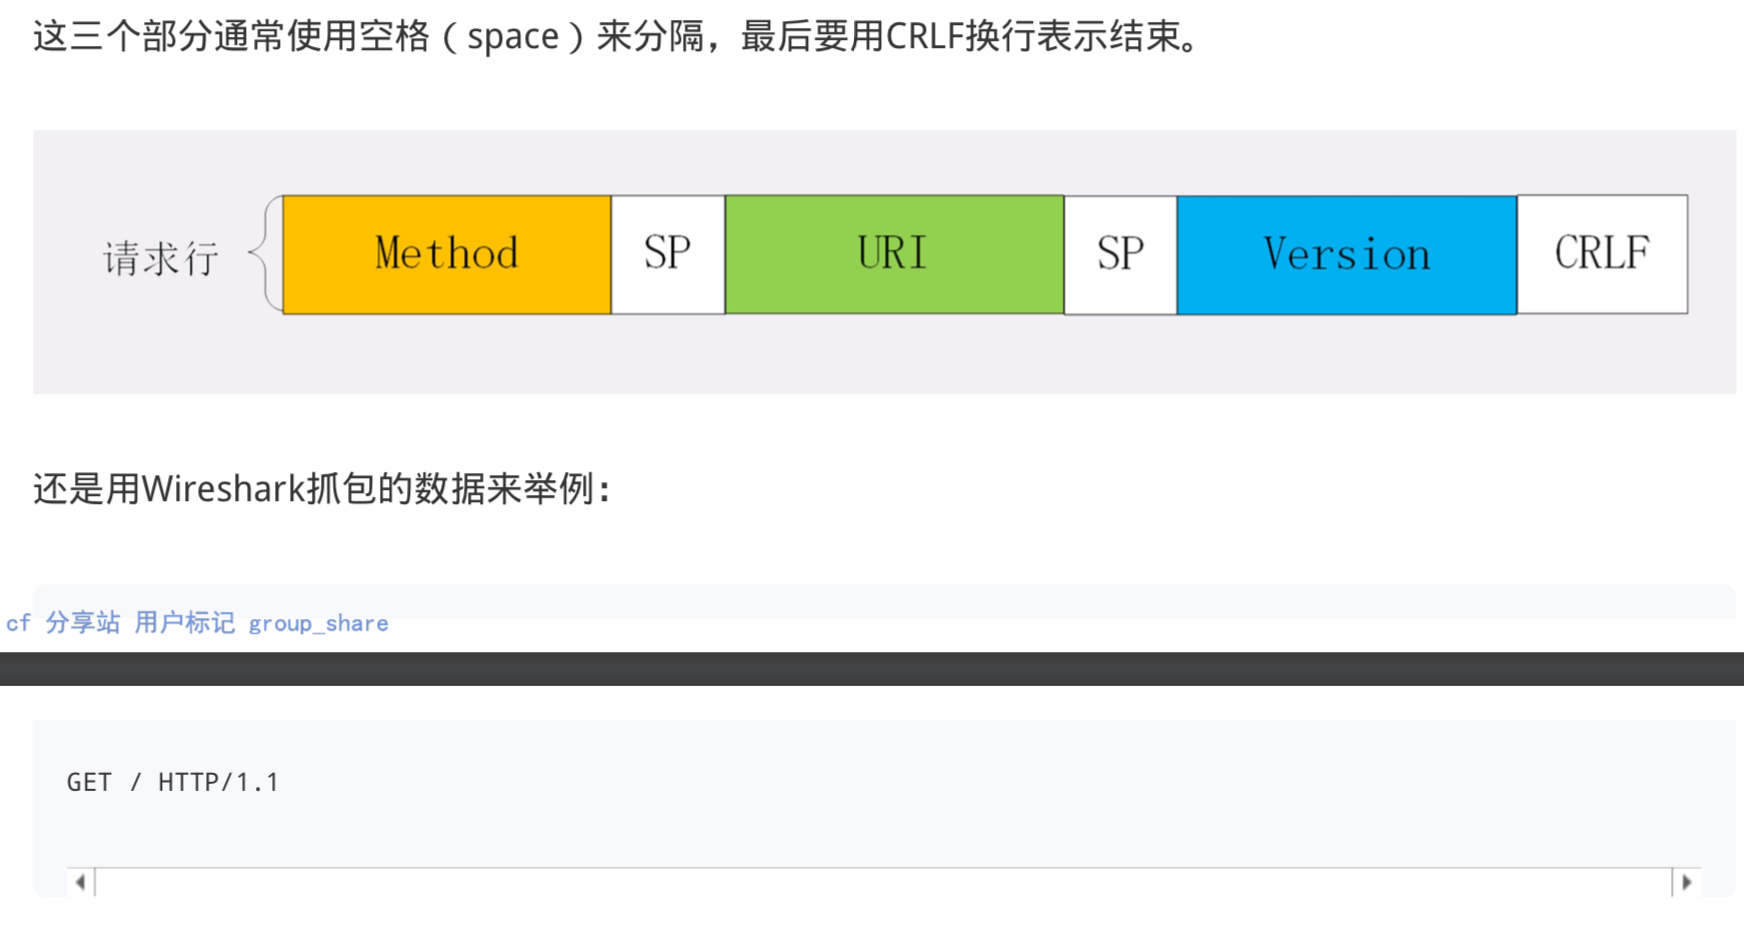 这三个部分通常使用空格（space）来分隔，最后要用CRLF换行表示结束。
请求行 Method SP URI SP Version CRLF
还是用Wireshark抓包的数据来举例：
cf 分享站 用户标记 group_share
GET / HTTP/1.1